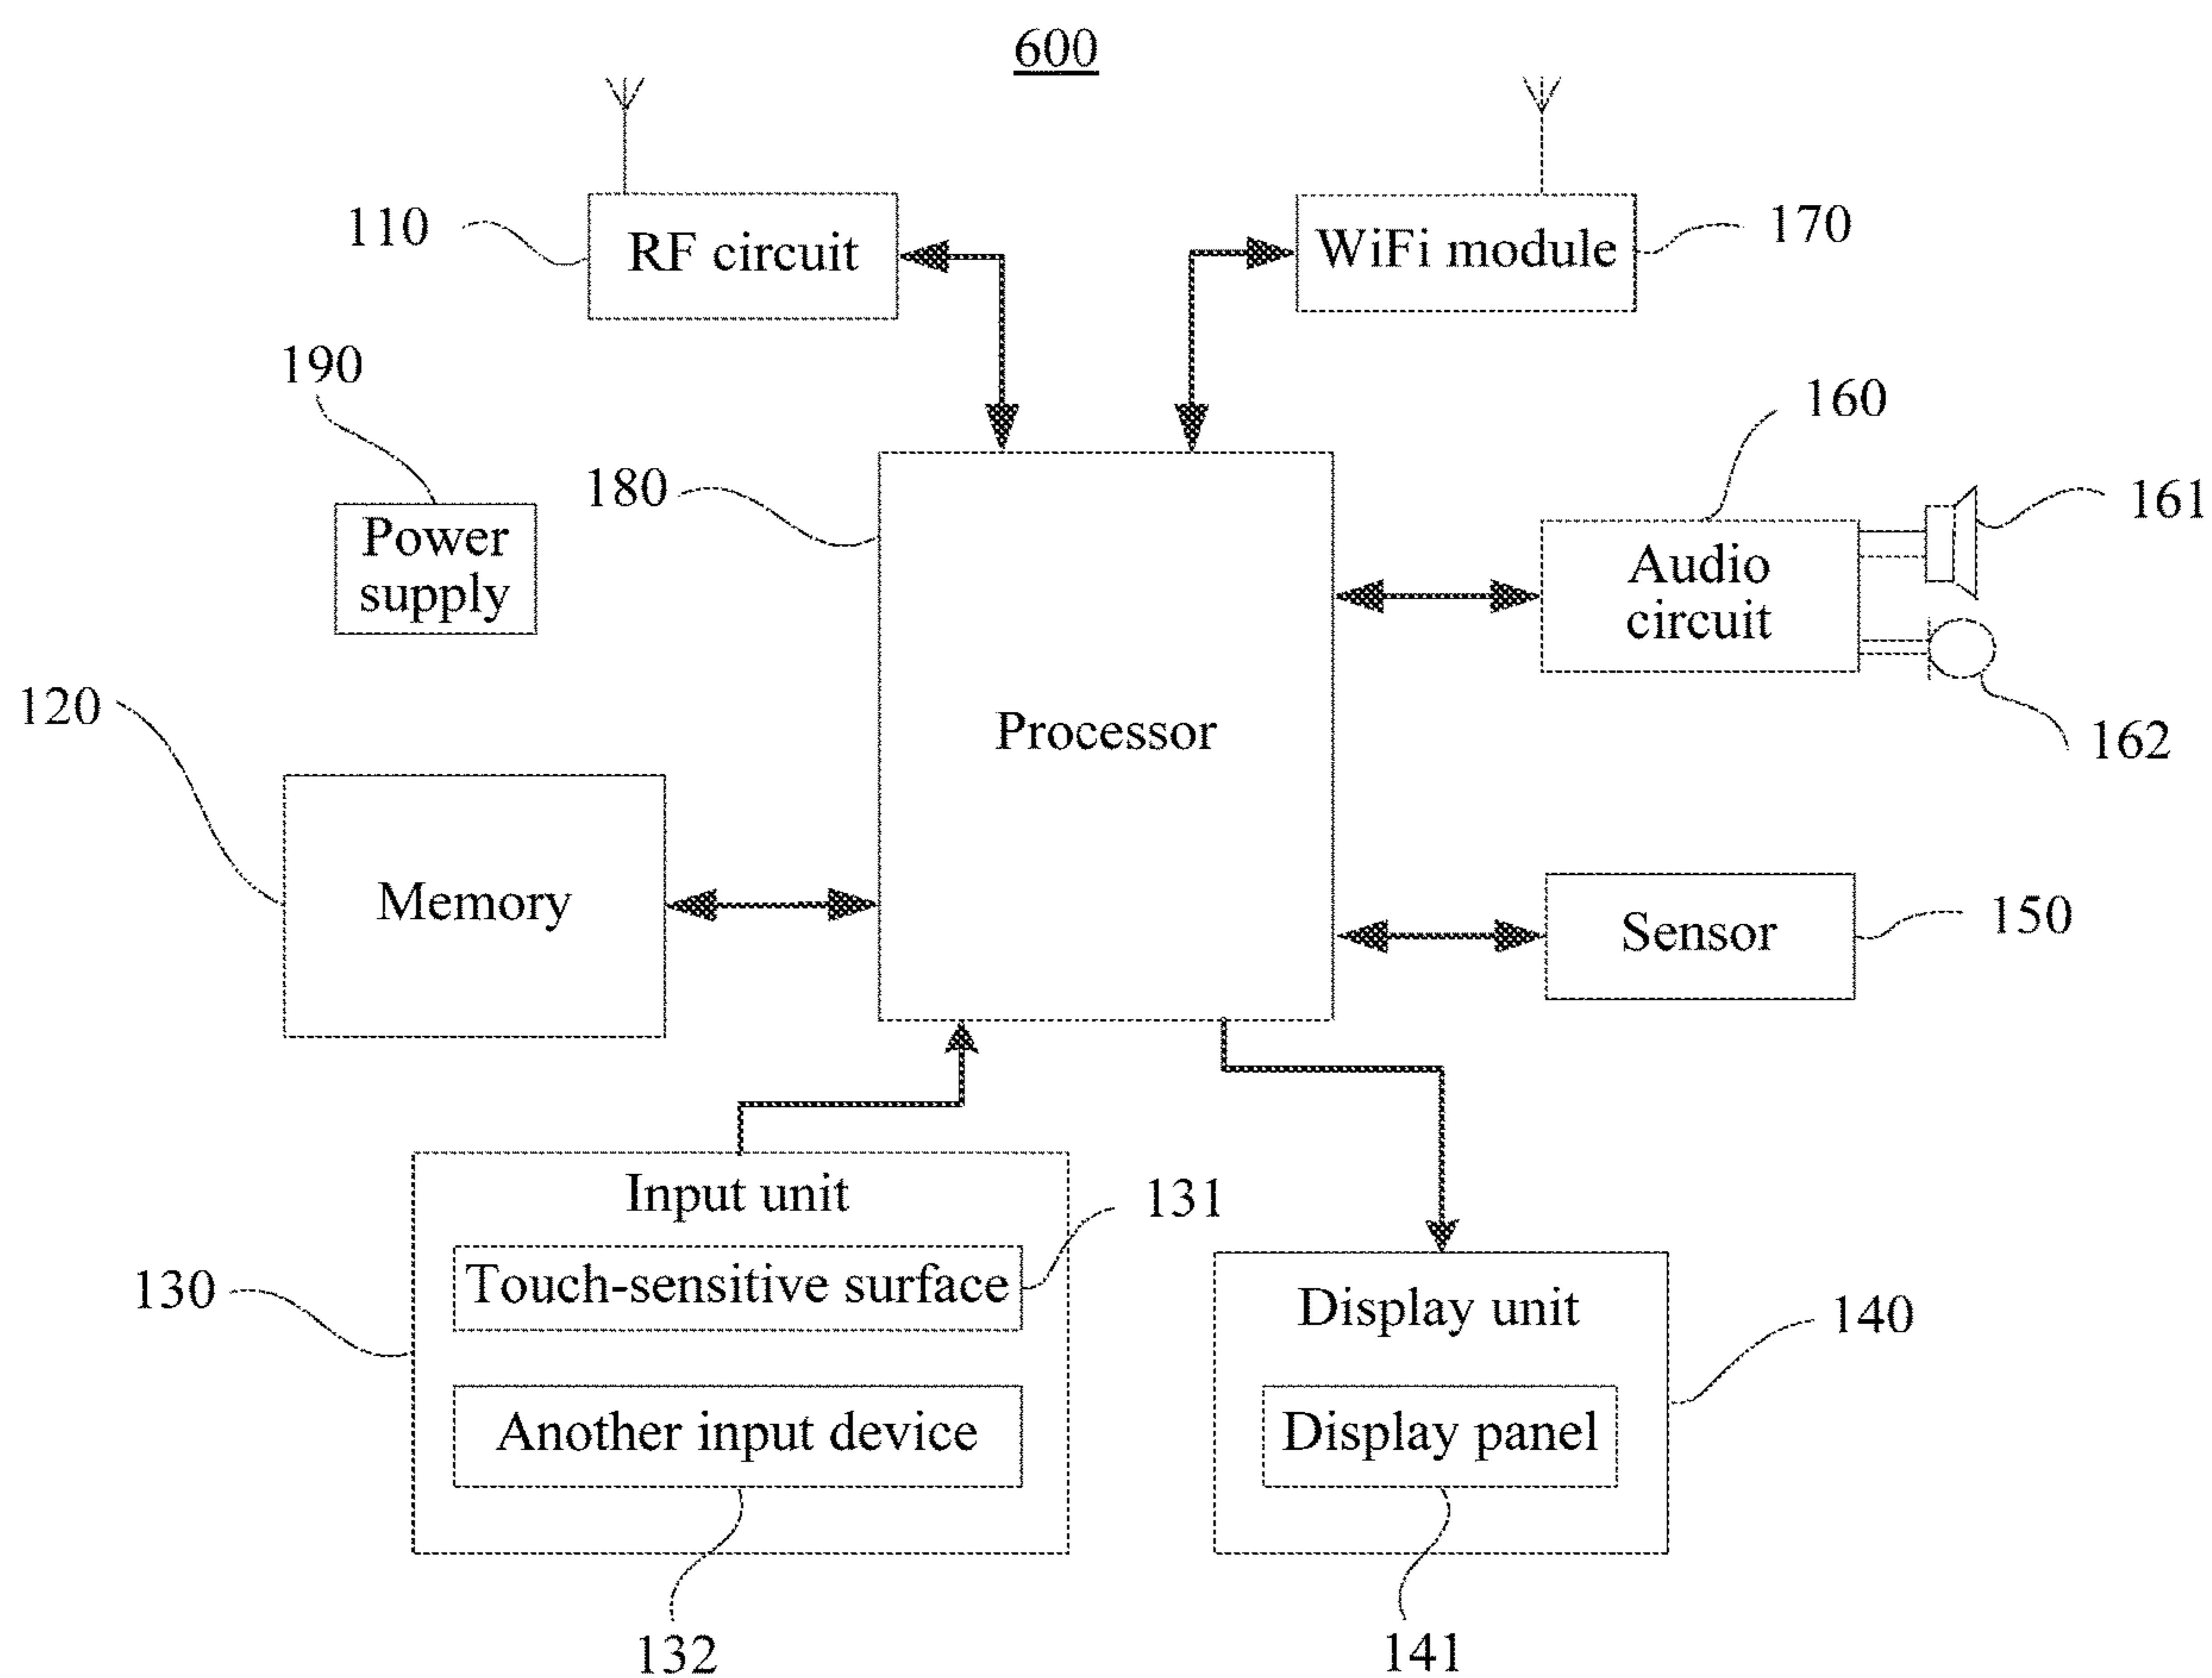 600
110
RF circuit
WiFi module
170
190
160
180
161
Power
supply
Audio
circuit
120
Processor
162
Memory
Sensor
150
Input unit
131
130
Touch-sensitive surface
Display unit
140
Another input device
Display panel
132
141